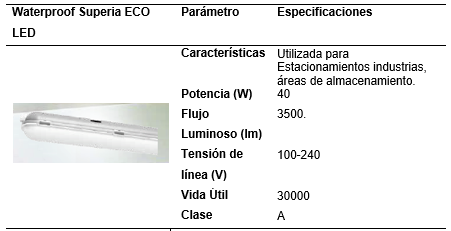 Waterproof Superia ECO LED
Parámetro
Especificaciones
Características
Utilizada para
Estacionamientos industrias,
áreas de almacenamiento.
Potencia (W)
40
Flujo
Luminoso (lm)
3500.
Tensión de
línea (V)
100-240
Vida Ùtil
30000
Clase
A